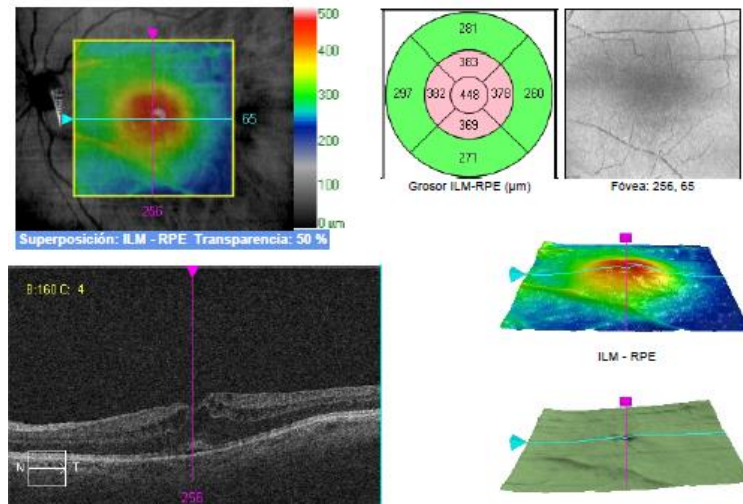 500
400
300
200
100
0 µm
65
256
Superposición: ILM - RPE Transparencia: 50 %
281
383
297
382
448
378
260
369
277
Grosor ILM-RPE (µm)
Fóvea: 256, 65
B:160 C: 4
N
T
256
ILM - RPE